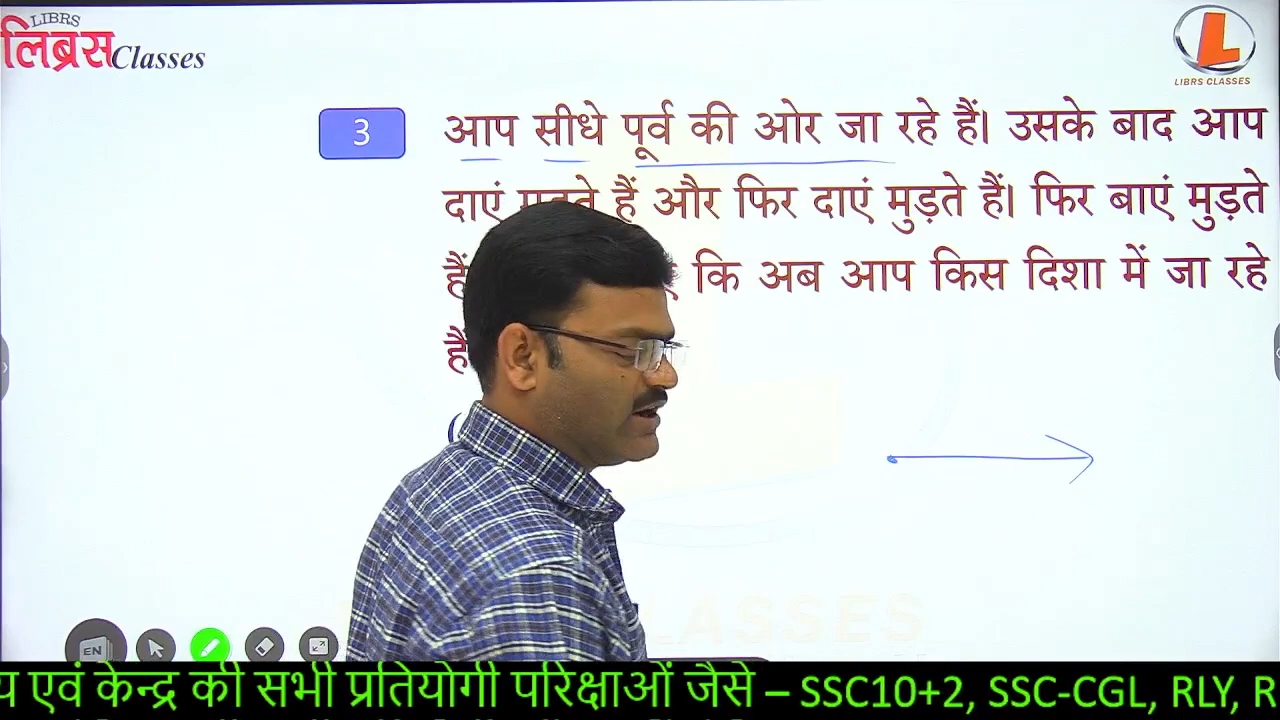 LIBRS
लिब्रस Classes
LIBRS CLASSES
3
आप सीधे पूर्व की ओर जा रहे हैं। उसके बाद आप
दाएं मुड़ते हैं और फिर दाएं मुड़ते हैं। फिर बाएं मुड़ते
हैं कि अब आप किस दिशा में जा रहे
हैं
EN
एवं केन्द्र की सभी प्रतियोगी परिक्षाओं जैसे – SSC10+2, SSC-CGL, RLY, R